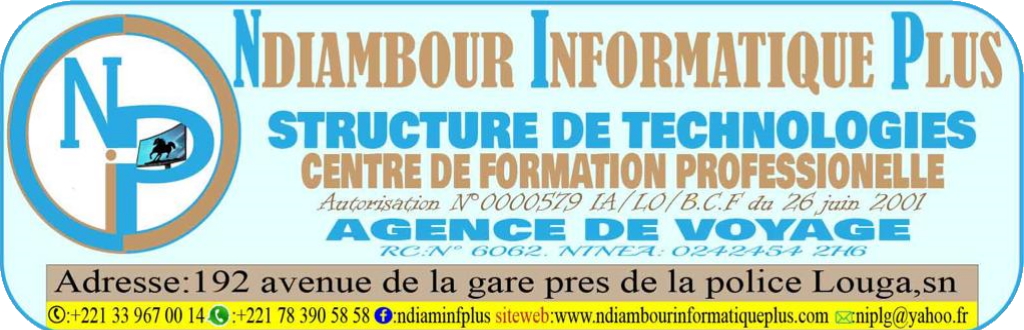 NiP
NDIAMBOUR INFORMATIQUE PLUS
STRUCTURE DE TECHNOLOGIES
CENTRE DE FORMATION PROFESSIONELLE
Autorisation N°0000579 IA/LO/B.C.F du 26 juin 2001
AGENCE DE VOYAGE
RC:N° 6062. NINEA: 0242454 2H6
Adresse:192 avenue de la gare pres de la police Louga,sn
:+221 33 967 00 14 :+221 78 390 58 58 :ndiaminfplus siteweb:www.ndiambourinformatiqueplus.com niplg@yahoo.fr